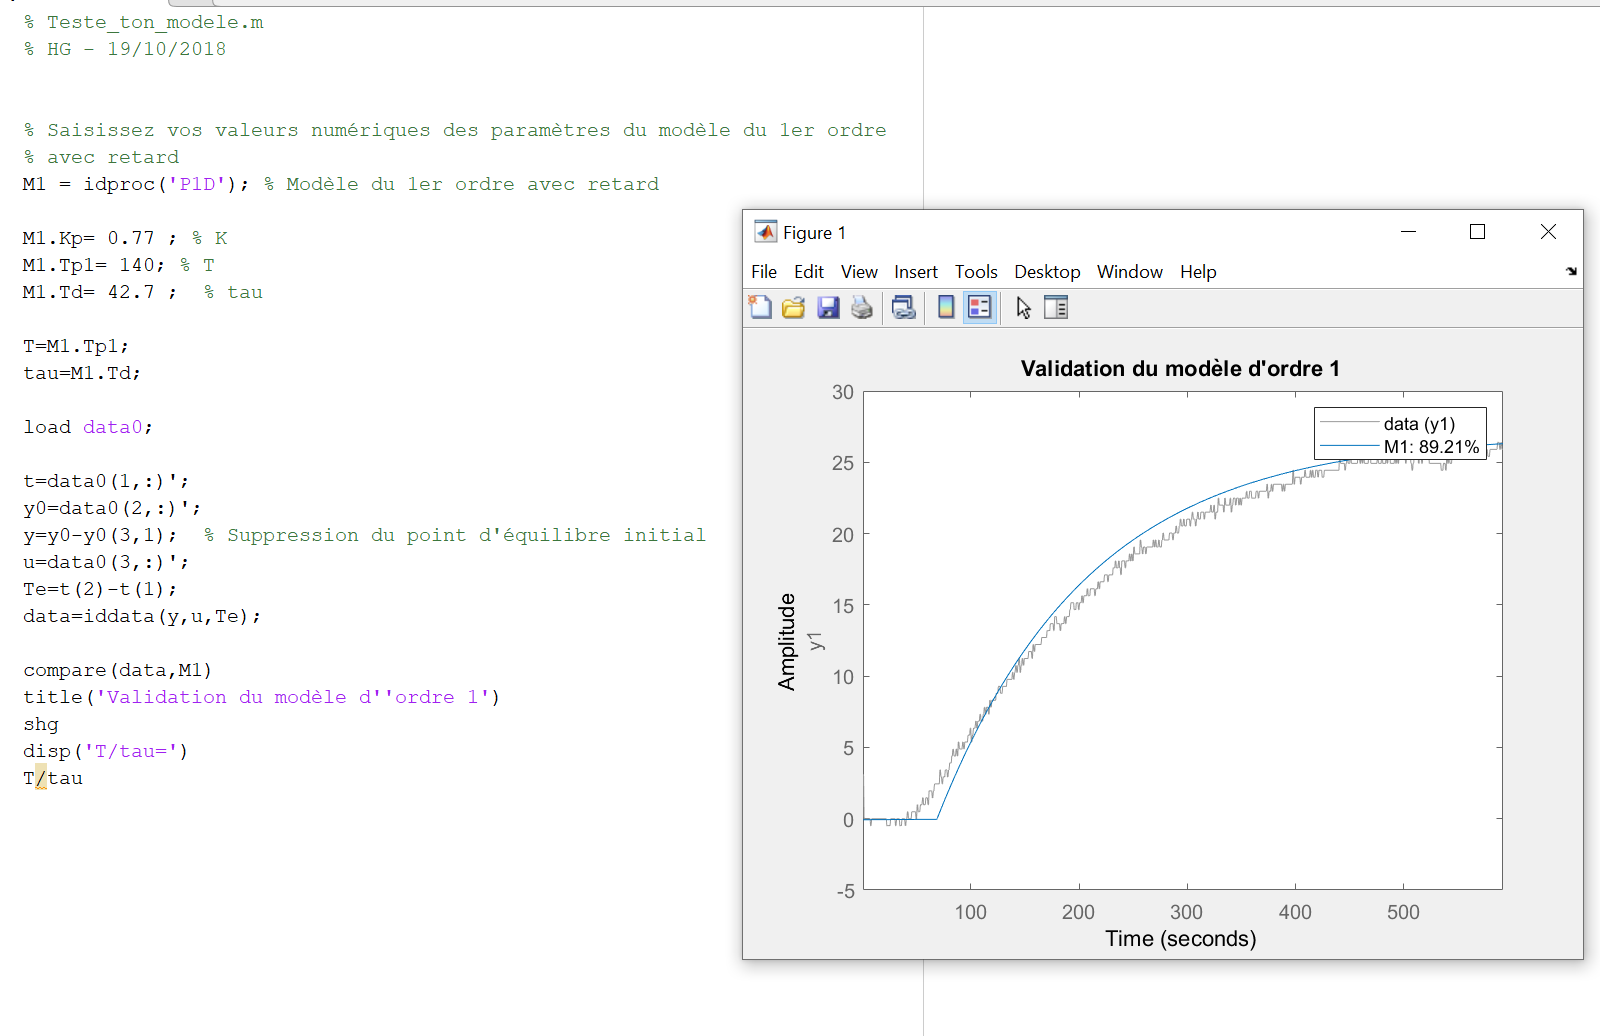 % Teste_ton_modele.m
% HG - 19/10/2018
% Saisissez vos valeurs numériques des paramètres du modèle du 1er ordre
% avec retard
M1 = idproc('P1D'); % Modèle du 1er ordre avec retard
M1.Kp= 0.77 ; % K
M1.Tp1= 140; % T
M1.Td= 42.7 ;  % tau
T=M1.Tp1;
tau=M1.Td;
load data0;
t=data0(1,:)';
y0=data0(2,:)';
y=y0-y0(3,1);  % Suppression du point d'équilibre initial
u=data0(3,:)';
Te=t(2)-t(1);
data=iddata(y,u,Te);
compare(data,M1)
title('Validation du modèle d''ordre 1')
shg
disp('T/tau=')
T/tau
Figure 1
File Edit View Insert Tools Desktop Window Help
Validation du modèle d'ordre 1
data (y1)
M1: 89.21%
30
25
20
15
10
5
0
-5
Amplitude
y1
100 200 300 400 500
Time (seconds)